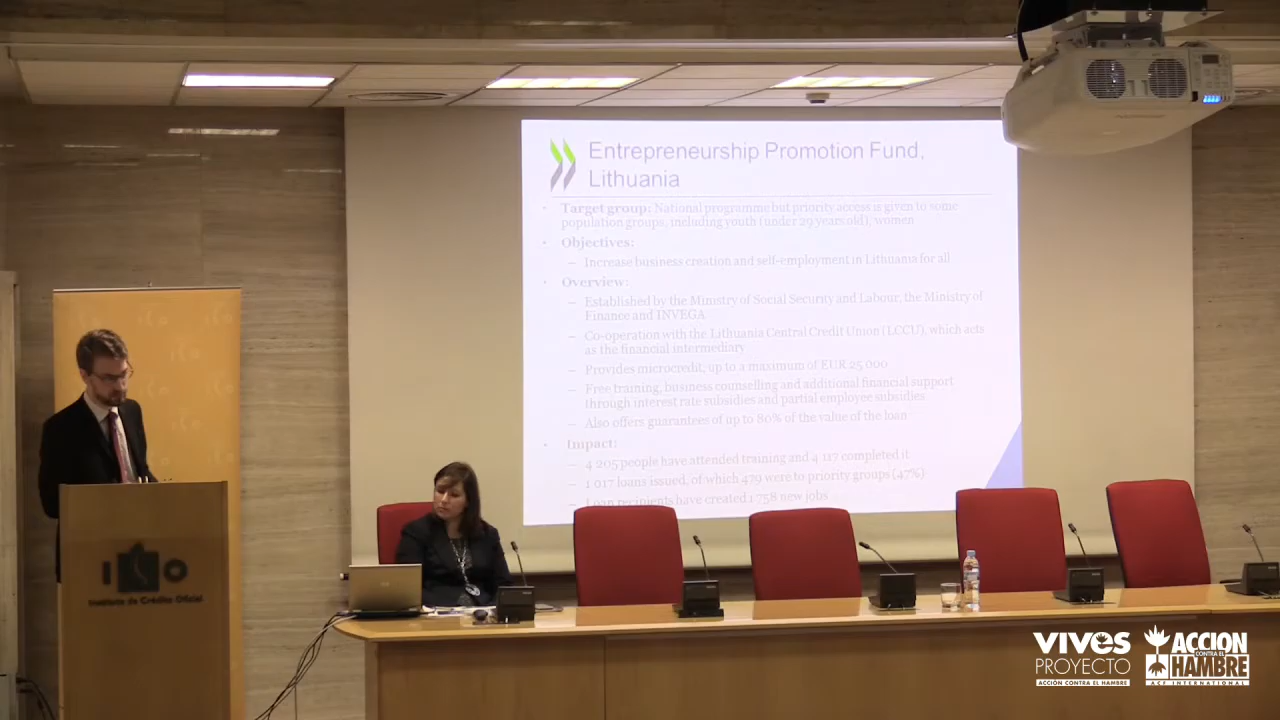 Entrepreneurship Promotion Fund,
Lithuania
• Target group: National programme but priority access is given to some
population groups, including youth (under 29 years old), women
• Objectives:
– Increase business creation and self-employment in Lithuania for all
• Overview:
– Established by the Ministry of Social Security and Labour, the Ministry of
Finance and INVEGA
– Co-operation with the Lithuania Central Credit Union (LCCU), which acts
as the financial intermediary
– Provides microcredit, up to a maximum of EUR 25 000
– Free training, business counselling and additional financial support
through interest rate subsidies and partial employee subsidies
– Also offers guarantees of up to 80% of the value of the loan
• Impact:
– 4 205 people have attended training and 4 117 completed it
– 1 017 loans issued, of which 479 were to priority groups (47%)
– Loan recipients have created 1 758 new jobs
ICO
Instituto de Crédito Oficial
VIVES
PROYECTO
ACCIÓN CONTRA EL HAMBRE
ACCION
CONTRA EL
HAMBRE
ACF INTERNATIONAL